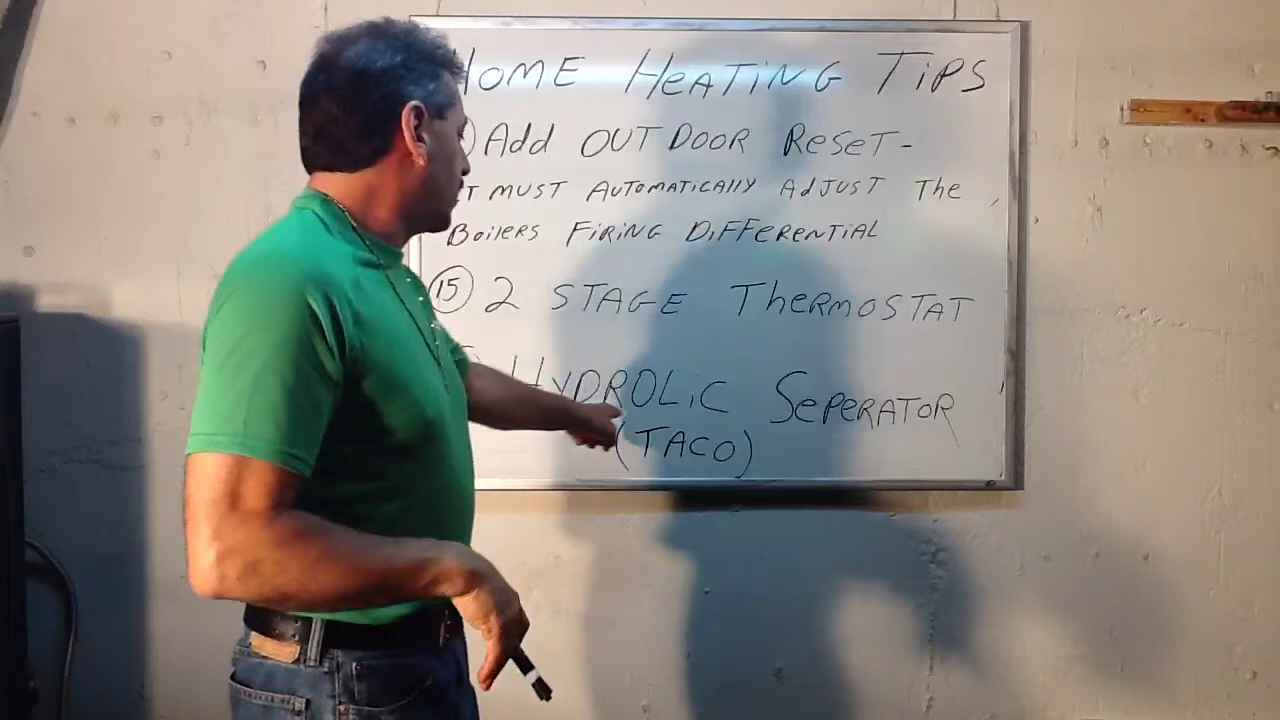 HOME HEATING TIPS
) Add OUTDOOR RESET -
IT MUST AUTOMATICALLY ADJUST The
BOILERS FIRING DIFFERENTIAL
15 2 STAGE ThERMOSTAT
HYDROLIC SEPERATOR
(TACO)